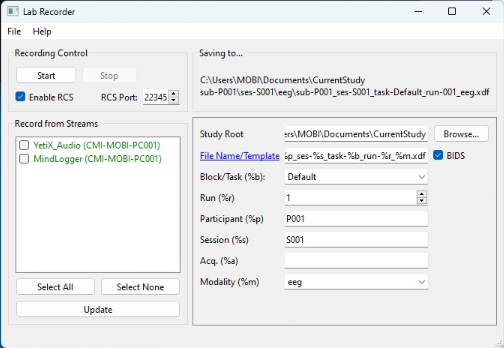 Lab Recorder
File Help
Recording Control
Start Stop
Enable RCS RCS Port: 22345
Record from Streams
YetiX_Audio (CMI-MOBI-PC001)
MindLogger (CMI-MOBI-PC001)
Select All Select None
Update
Saving to...
C:\Users\MOBI\Documents\CurrentStudy
sub-P001\ses-S001\eeg\sub-P001_ses-S001_task-Default_run-001_eeg.xdf
Study Root ers\MOBI\Documents\CurrentStudy Browse...
File Name/Template %p_ses-%s_task-%b_run-%r_%m.xdf BIDS
Block/Task (%b): Default
Run (%r) 1
Participant (%p) P001
Session (%s) S001
Acq. (%a)
Modality (%m) eeg